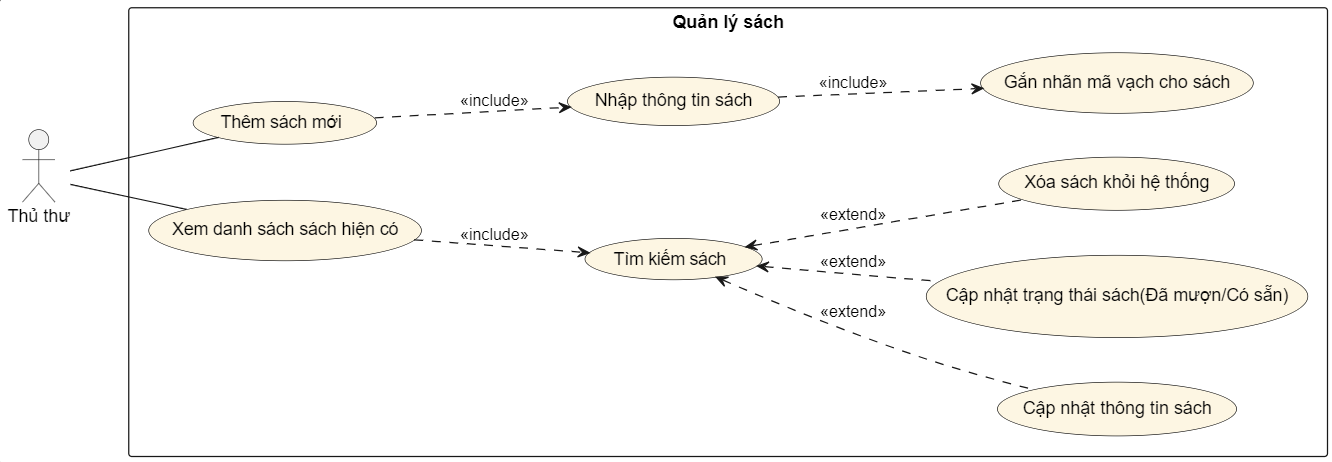 Quản lý sách
Thủ thư
Thêm sách mới
«include»
Nhập thông tin sách
«include»
Gắn nhãn mã vạch cho sách
Xem danh sách sách hiện có
«include»
Tìm kiếm sách
«extend»
Xóa sách khỏi hệ thống
«extend»
Cập nhật trạng thái sách(Đã mượn/Có sẵn)
«extend»
Cập nhật thông tin sách